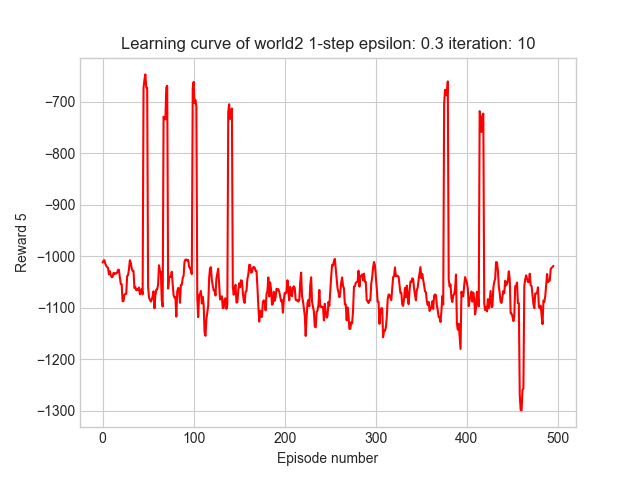 Learning curve of world2 1-step epsilon: 0.3 iteration: 10
Reward 5
−700
−800
−900
−1000
−1100
−1200
−1300
0 100 200 300 400 500
Episode number